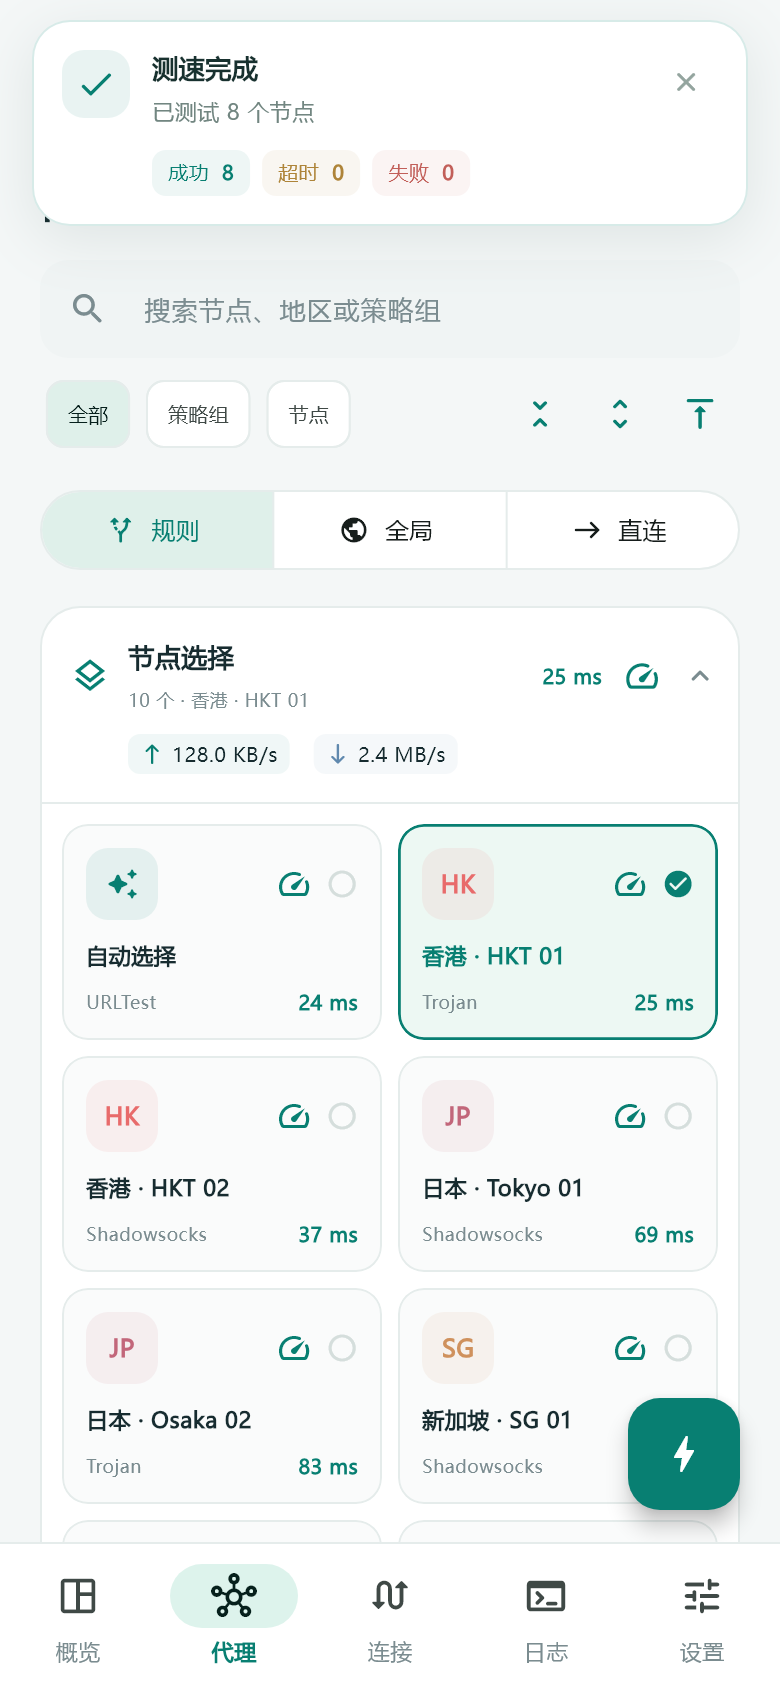 测速完成
已测试 8 个节点
成功 8 超时 0 失败 0
搜索节点、地区或策略组
全部 策略组 节点
规则 全局 直连
节点选择
10 个 · 香港 · HKT 01
25 ms
128.0 KB/s 2.4 MB/s
自动选择
URLTest 24 ms
HK
香港 · HKT 01
Trojan 25 ms
HK
香港 · HKT 02
Shadowsocks 37 ms
JP
日本 · Tokyo 01
Shadowsocks 69 ms
JP
日本 · Osaka 02
Trojan 83 ms
SG
新加坡 · SG 01
Shadowsocks
概览 代理 连接 日志 设置